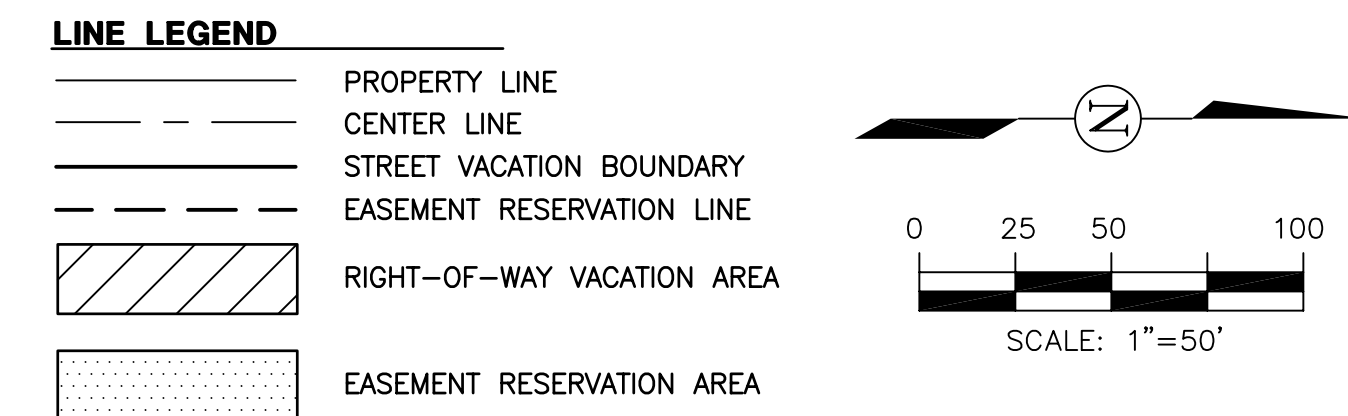 LINE LEGEND
PROPERTY LINE
CENTER LINE
STREET VACATION BOUNDARY
EASEMENT RESERVATION LINE
RIGHT-OF-WAY VACATION AREA
EASEMENT RESERVATION AREA
N
0 25 50 100
SCALE: 1"=50'